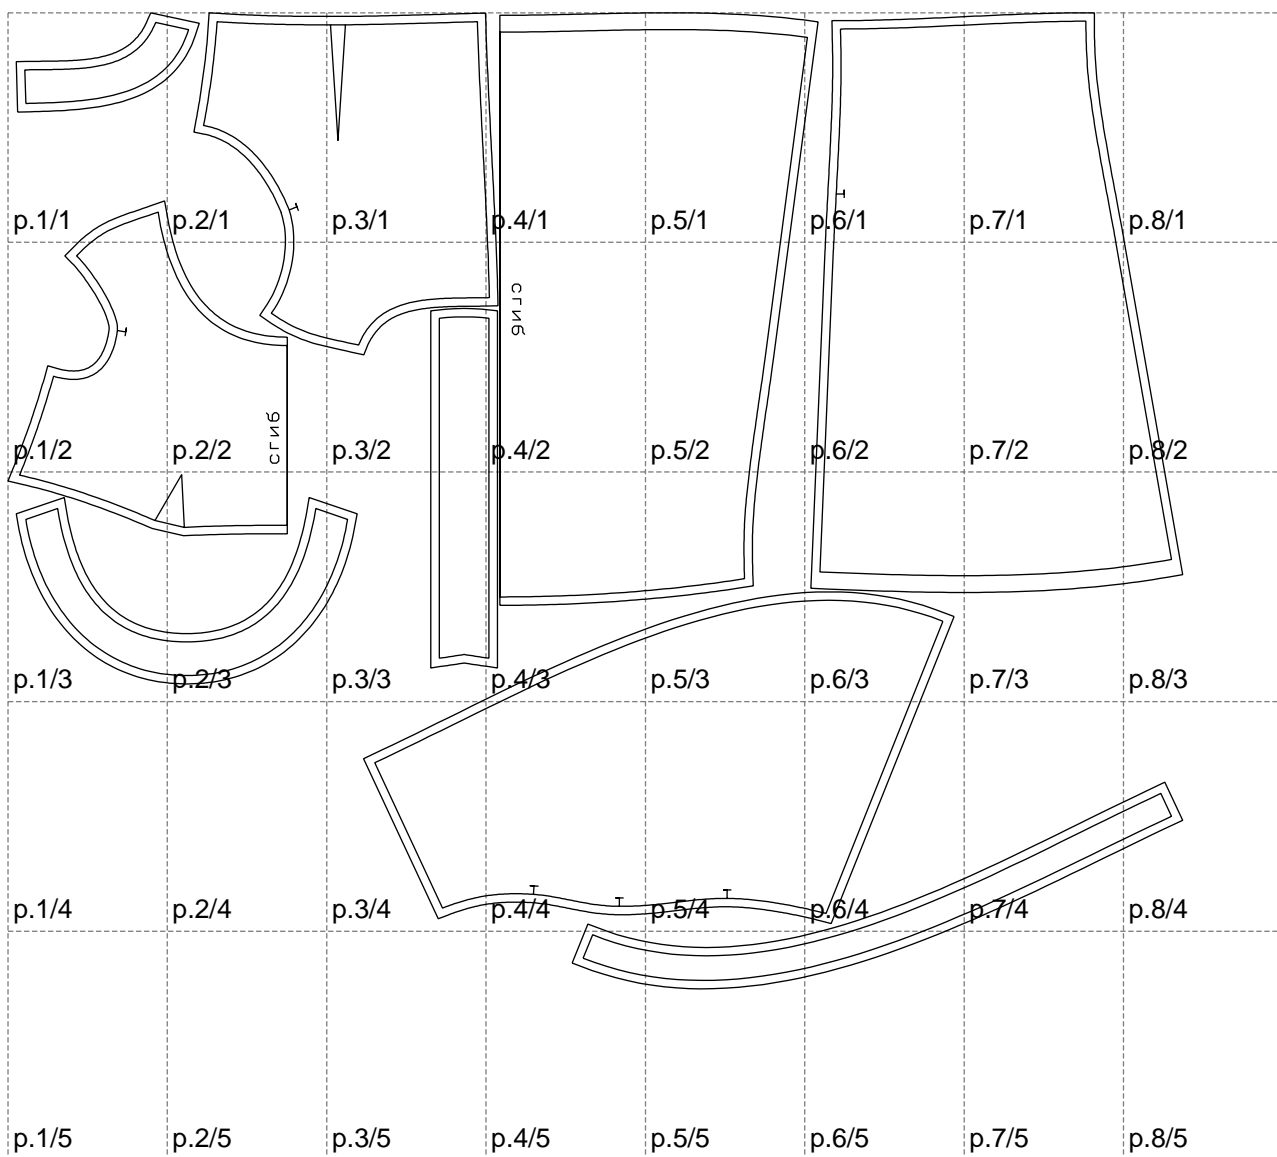 p.1/1 p.2/1 p.3/1 p.4/1 p.5/1 p.6/1 p.7/1 p.8/1
сгиб
сгиб
p.1/2 p.2/2 p.3/2 p.4/2 p.5/2 p.6/2 p.7/2 p.8/2
p.1/3 p.2/3 p.3/3 p.4/3 p.5/3 p.6/3 p.7/3 p.8/3
p.1/4 p.2/4 p.3/4 p.4/4 p.5/4 p.6/4 p.7/4 p.8/4
p.1/5 p.2/5 p.3/5 p.4/5 p.5/5 p.6/5 p.7/5 p.8/5